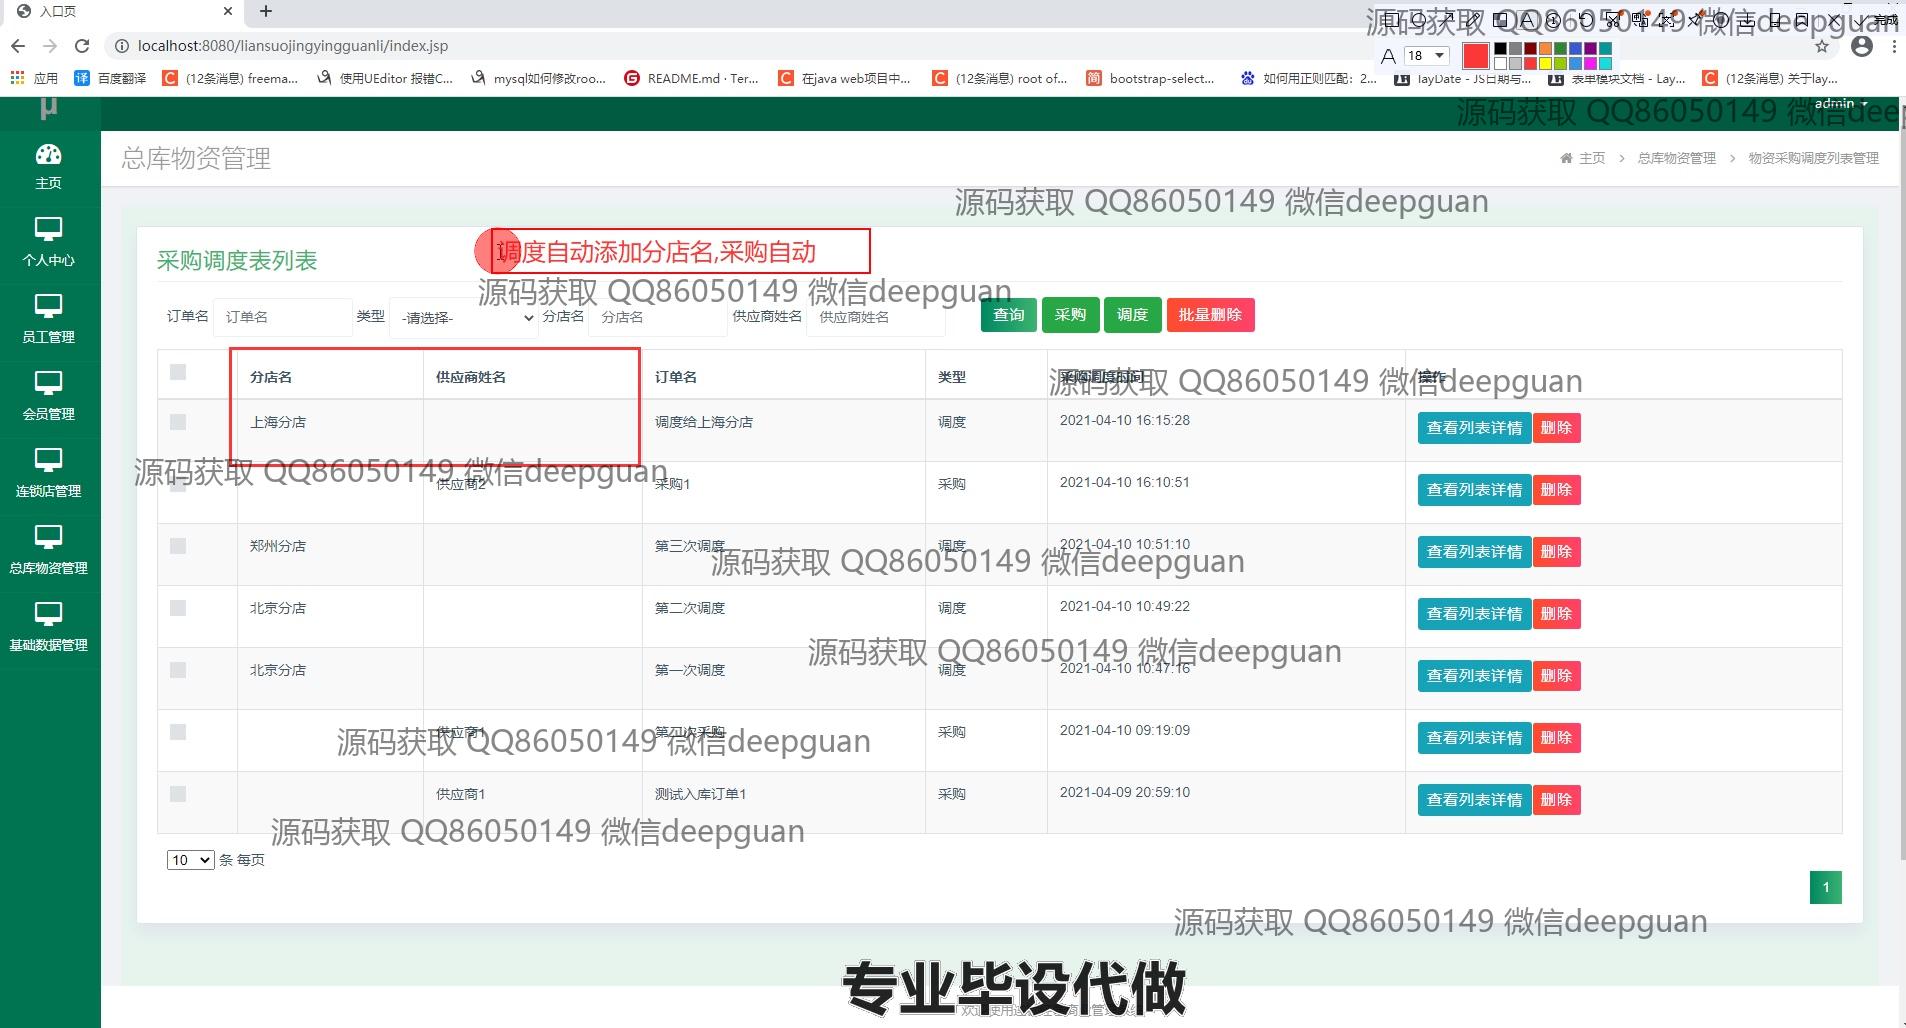 入口页
localhost:8080/liansuojingyingguanli/index.jsp
A 18 完成
应用 百度翻译 (12条消息) freema... 使用UEditor 报错C... mysql如何修改roo... README.md · Ter... 在java web项目中... (12条消息) root of... bootstrap-select... 如何用正则匹配：2... layDate - JS日期与... 表单模块文档 - Lay... (12条消息) 关于lay...
源码获取 QQ86050149 微信deepguan
admin
源码获取 QQ86050149 微信deep
μ
主页
个人中心
员工管理
会员管理
连锁店管理
总库物资管理
基础数据管理
总库物资管理
主页 > 总库物资管理 > 物资采购调度列表管理
源码获取 QQ86050149 微信deepguan
采购调度表列表
调度自动添加分店名,采购自动
源码获取 QQ86050149 微信deepguan
订单名 订单名 类型 -请选择- 分店名 分店名 供应商姓名 供应商姓名 查询 采购 调度 批量删除
分店名 供应商姓名 订单名 类型 采购调度时间 操作
源码获取 QQ86050149 微信deepguan
上海分店 调度给上海分店 调度 2021-04-10 16:15:28 查看列表详情 删除
源码获取 QQ86050149 微信deepguan
供应商2 采购1 采购 2021-04-10 16:10:51 查看列表详情 删除
郑州分店 第三次调度 调度 2021-04-10 10:51:10 查看列表详情 删除
源码获取 QQ86050149 微信deepguan
北京分店 第二次调度 调度 2021-04-10 10:49:22 查看列表详情 删除
源码获取 QQ86050149 微信deepguan
北京分店 第一次调度 调度 2021-04-10 10:47:16 查看列表详情 删除
供应商1 第二次采购 采购 2021-04-10 09:19:09 查看列表详情 删除
源码获取 QQ86050149 微信deepguan
供应商1 测试入库订单1 采购 2021-04-09 20:59:10 查看列表详情 删除
源码获取 QQ86050149 微信deepguan
10 条 每页
1
源码获取 QQ86050149 微信deepguan
专业毕设代做